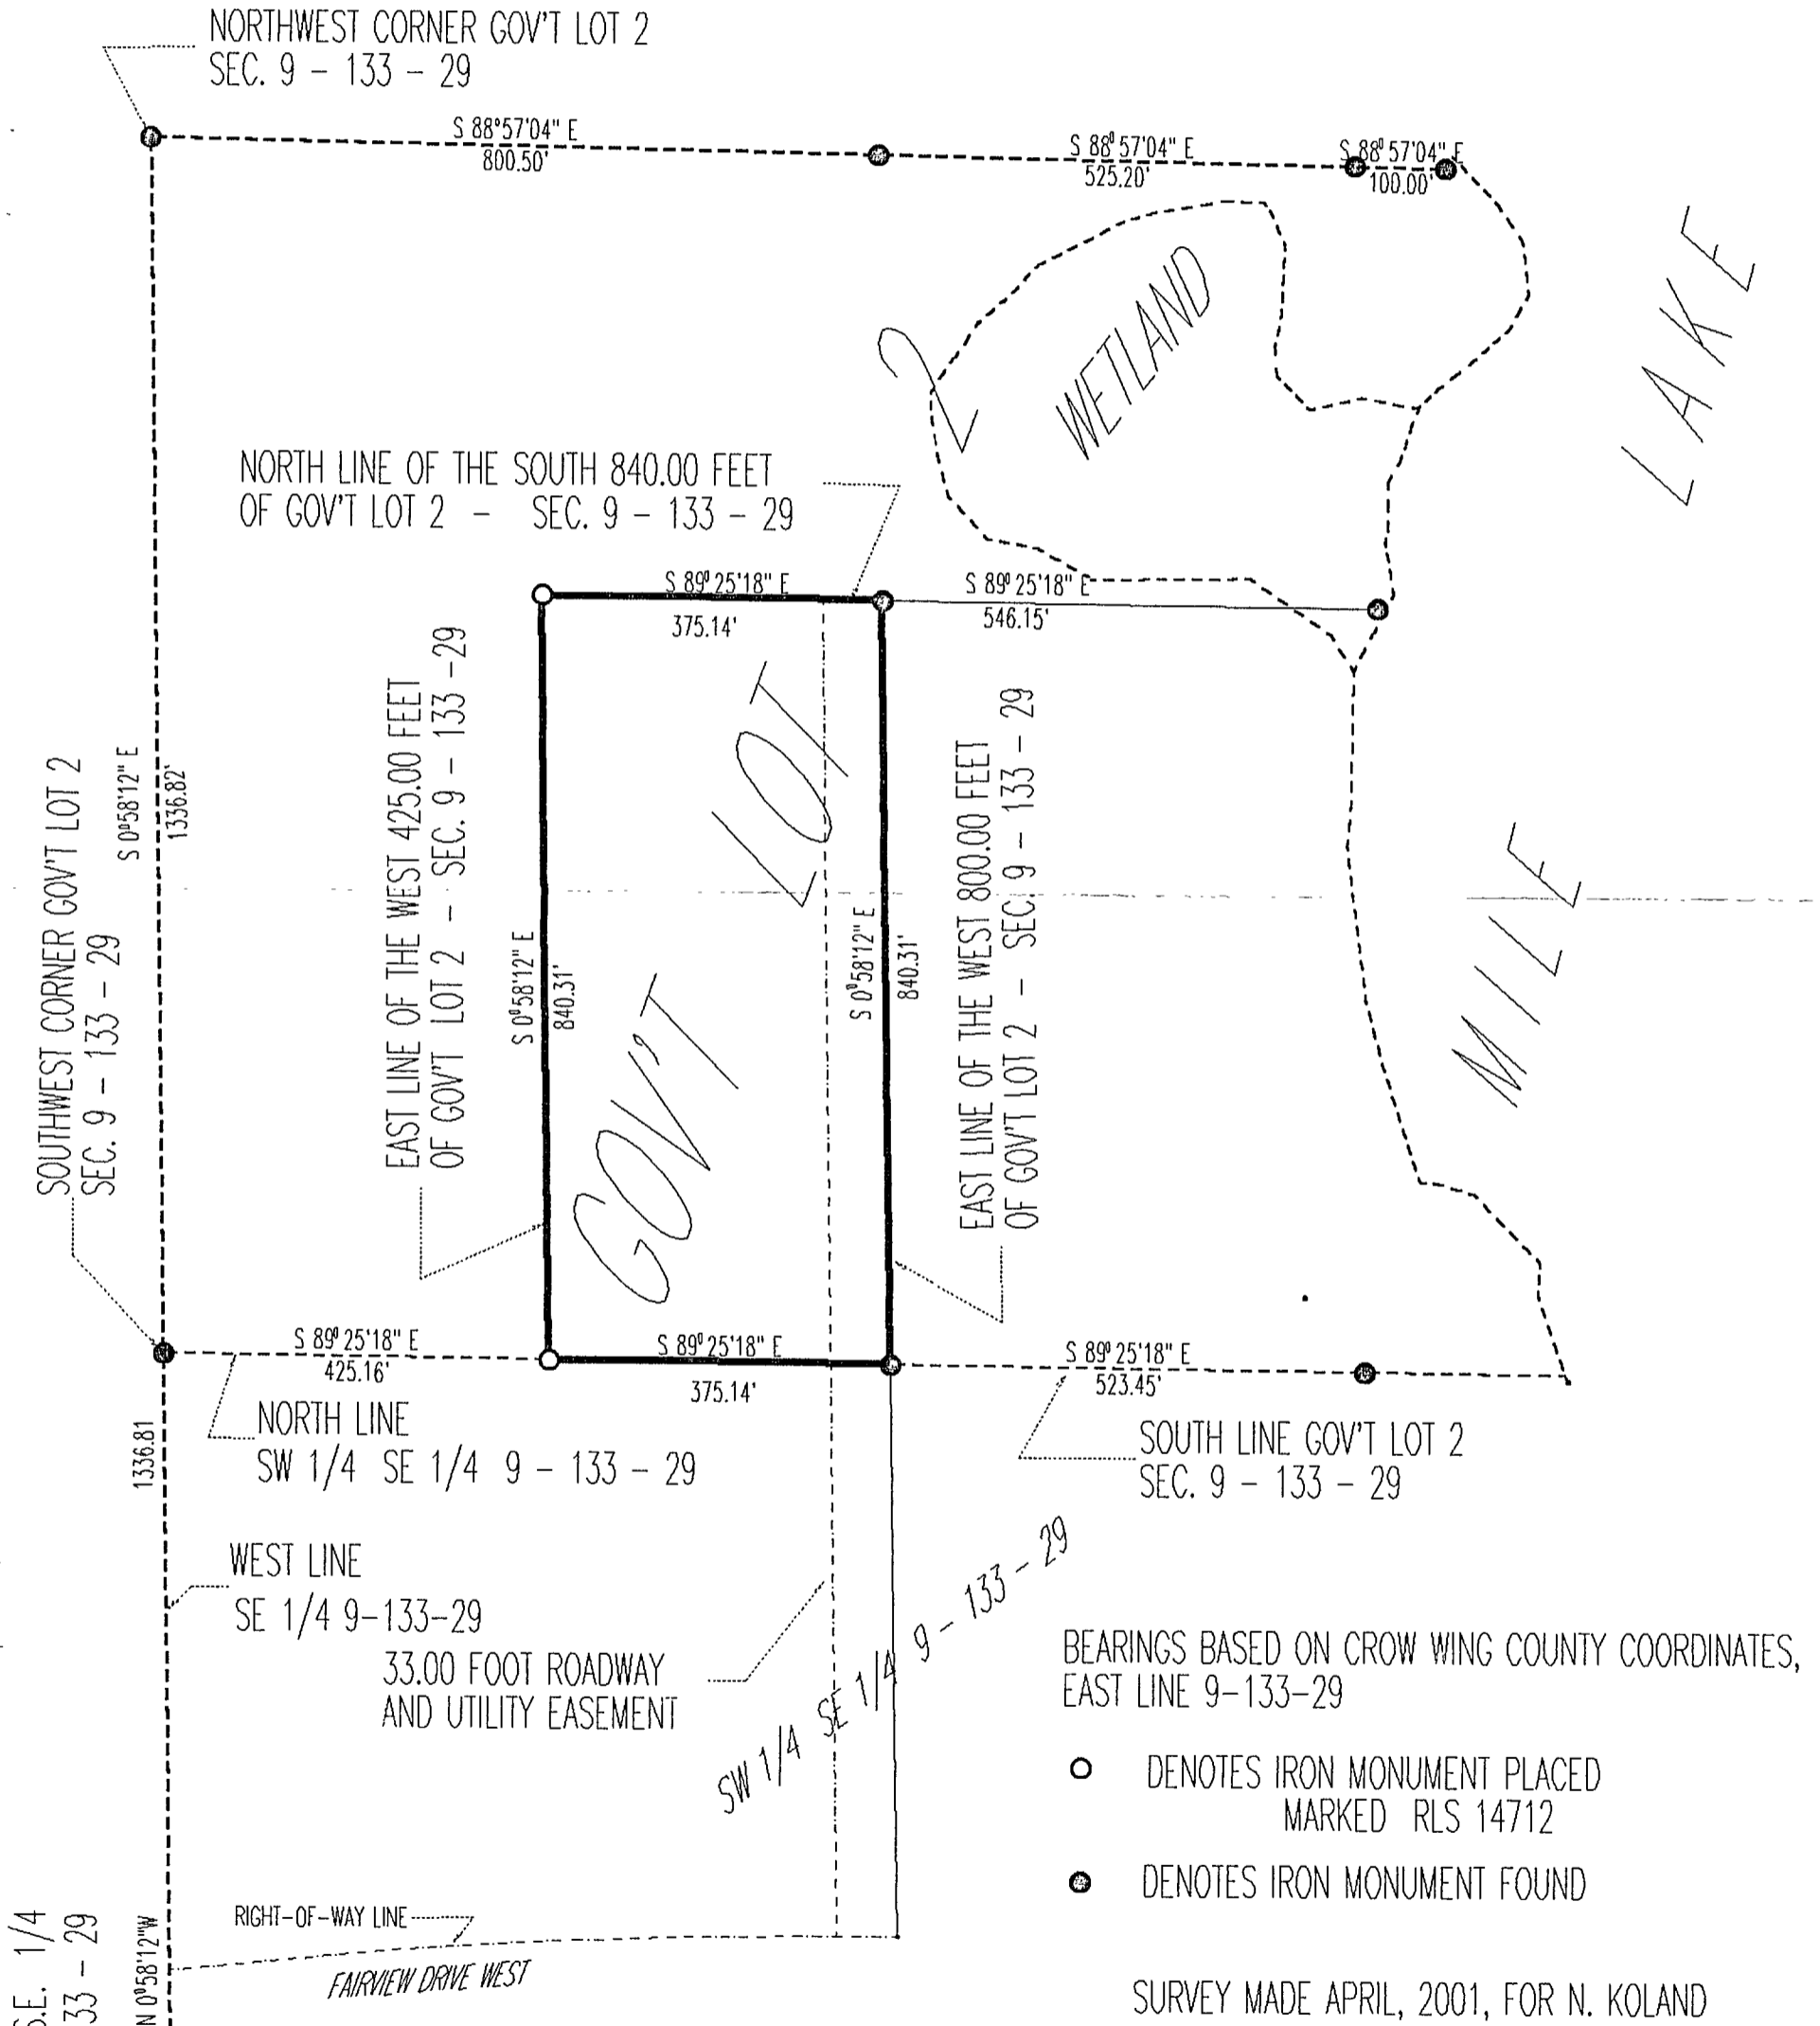 NORTHWEST CORNER GOV'T LOT 2
SEC. 9 - 133 - 29
S 88°57'04" E
800.50'
S 88°57'04" E
525.20'
S 88°57'04" E
100.00'
WETLAND
MILE LAKE
NORTH LINE OF THE SOUTH 840.00 FEET
OF GOV'T LOT 2 - SEC. 9 - 133 - 29
S 89°25'18" E
375.14'
S 89°25'18" E
546.15'
GOV'T LOT 2
SOUTHWEST CORNER GOV'T LOT 2
SEC. 9 - 133 - 29
S 0°58'12" E
1336.82'
EAST LINE OF THE WEST 425.00 FEET
OF GOV'T LOT 2 - SEC. 9 - 133 -29
S 0°58'12" E
840.31'
S 0°58'12" E
840.31'
EAST LINE OF THE WEST 800.00 FEET
OF GOV'T LOT 2 - SEC. 9 - 133 - 29
S 89°25'18" E
425.16'
S 89°25'18" E
375.14'
S 89°25'18" E
523.45'
1336.81
NORTH LINE
SW 1/4 SE 1/4 9 - 133 - 29
SOUTH LINE GOV'T LOT 2
SEC. 9 - 133 - 29
WEST LINE
SE 1/4 9-133-29
33.00 FOOT ROADWAY
AND UTILITY EASEMENT
SW 1/4 SE 1/4 9 - 133 - 29
BEARINGS BASED ON CROW WING COUNTY COORDINATES,
EAST LINE 9-133-29
DENOTES IRON MONUMENT PLACED
MARKED RLS 14712
DENOTES IRON MONUMENT FOUND
S.E. 1/4
33 - 29
N 0°58'12"W
RIGHT-OF-WAY LINE
FAIRVIEW DRIVE WEST
SURVEY MADE APRIL, 2001, FOR N. KOLAND